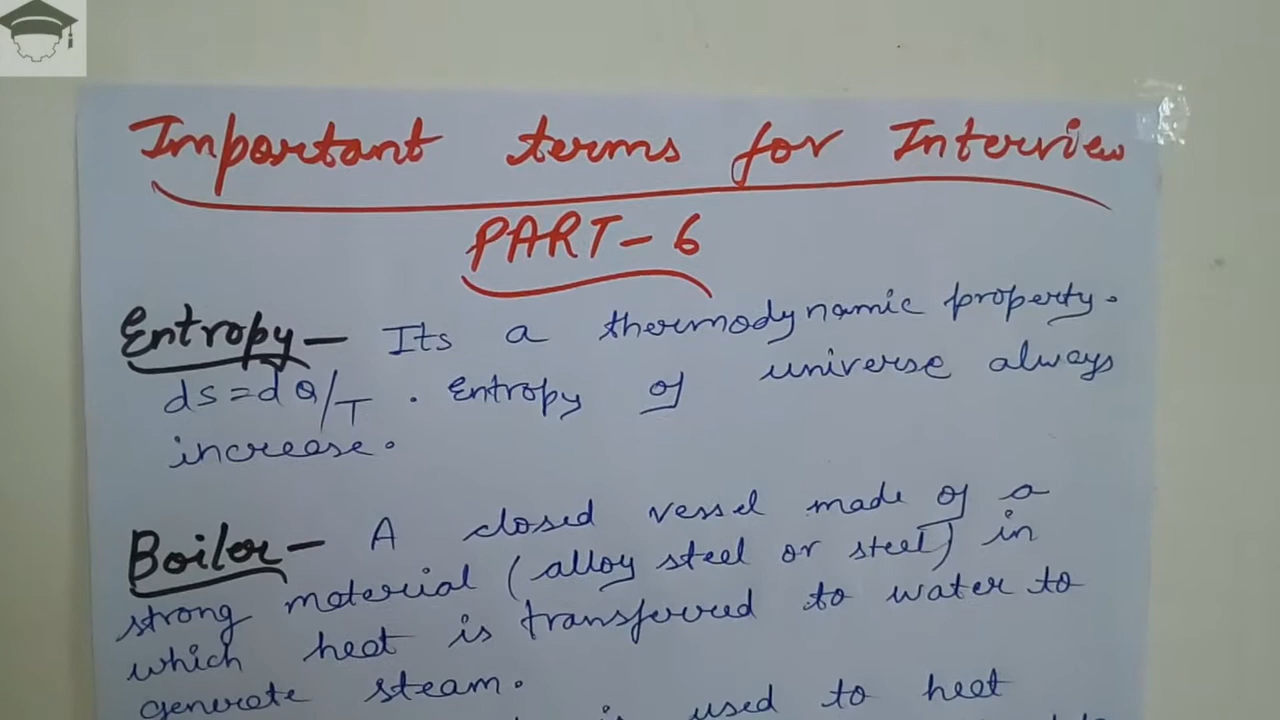 Important terms for Interview
PART-6
Entropy- Its a thermodynamic property.
ds=dQ/T. Entropy of universe always
increase.
Boiler- A closed vessel made of a
strong material (alloy steel or steel) in
which heat is transferred to water to
generate steam.
is used to heat